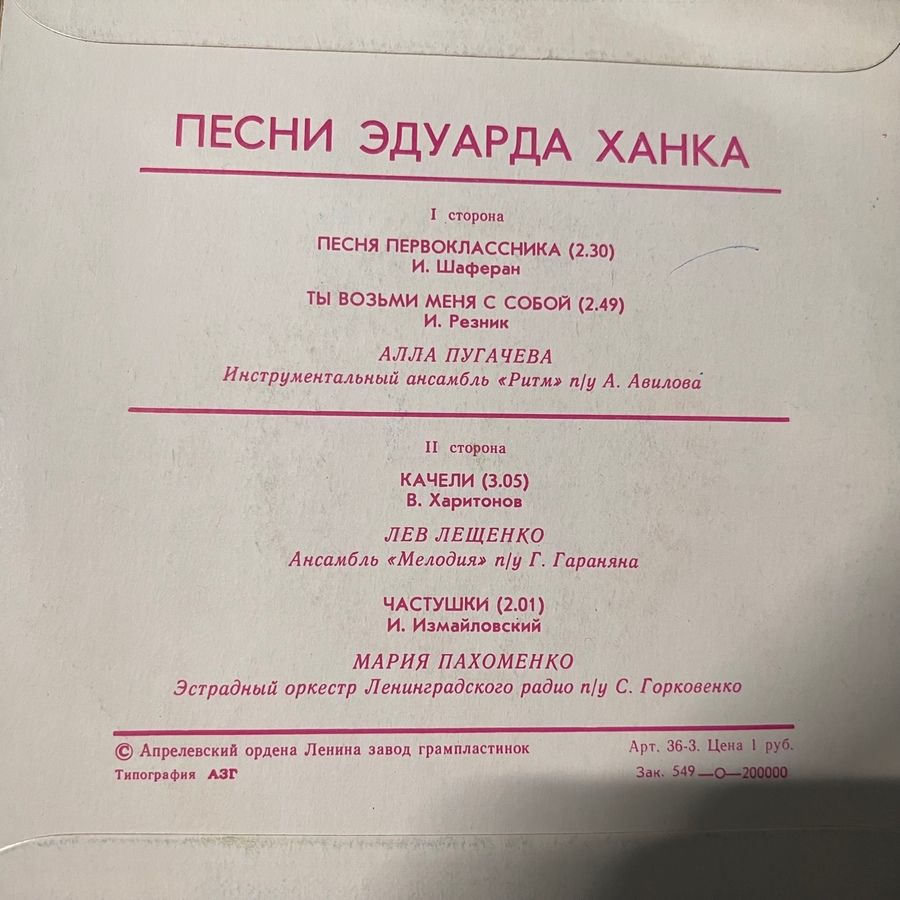 ПЕСНИ ЭДУАРДА ХАНКА
I сторона
ПЕСНЯ ПЕРВОКЛАССНИКА (2.30)
И. Шаферан
ТЫ ВОЗЬМИ МЕНЯ С СОБОЙ (2.49)
И. Резник
АЛЛА ПУГАЧЕВА
Инструментальный ансамбль «Ритм» п/у А. Авилова
II сторона
КАЧЕЛИ (3.05)
В. Харитонов
ЛЕВ ЛЕЩЕНКО
Ансамбль «Мелодия» п/у Г. Гараняна
ЧАСТУШКИ (2.01)
И. Измайловский
МАРИЯ ПАХОМЕНКО
Эстрадный оркестр Ленинградского радио п/у С. Горковенко
© Апрелевский ордена Ленина завод грампластинок Арт. 36-3. Цена 1 руб.
Типография АЗГ Зак. 549—О—200000